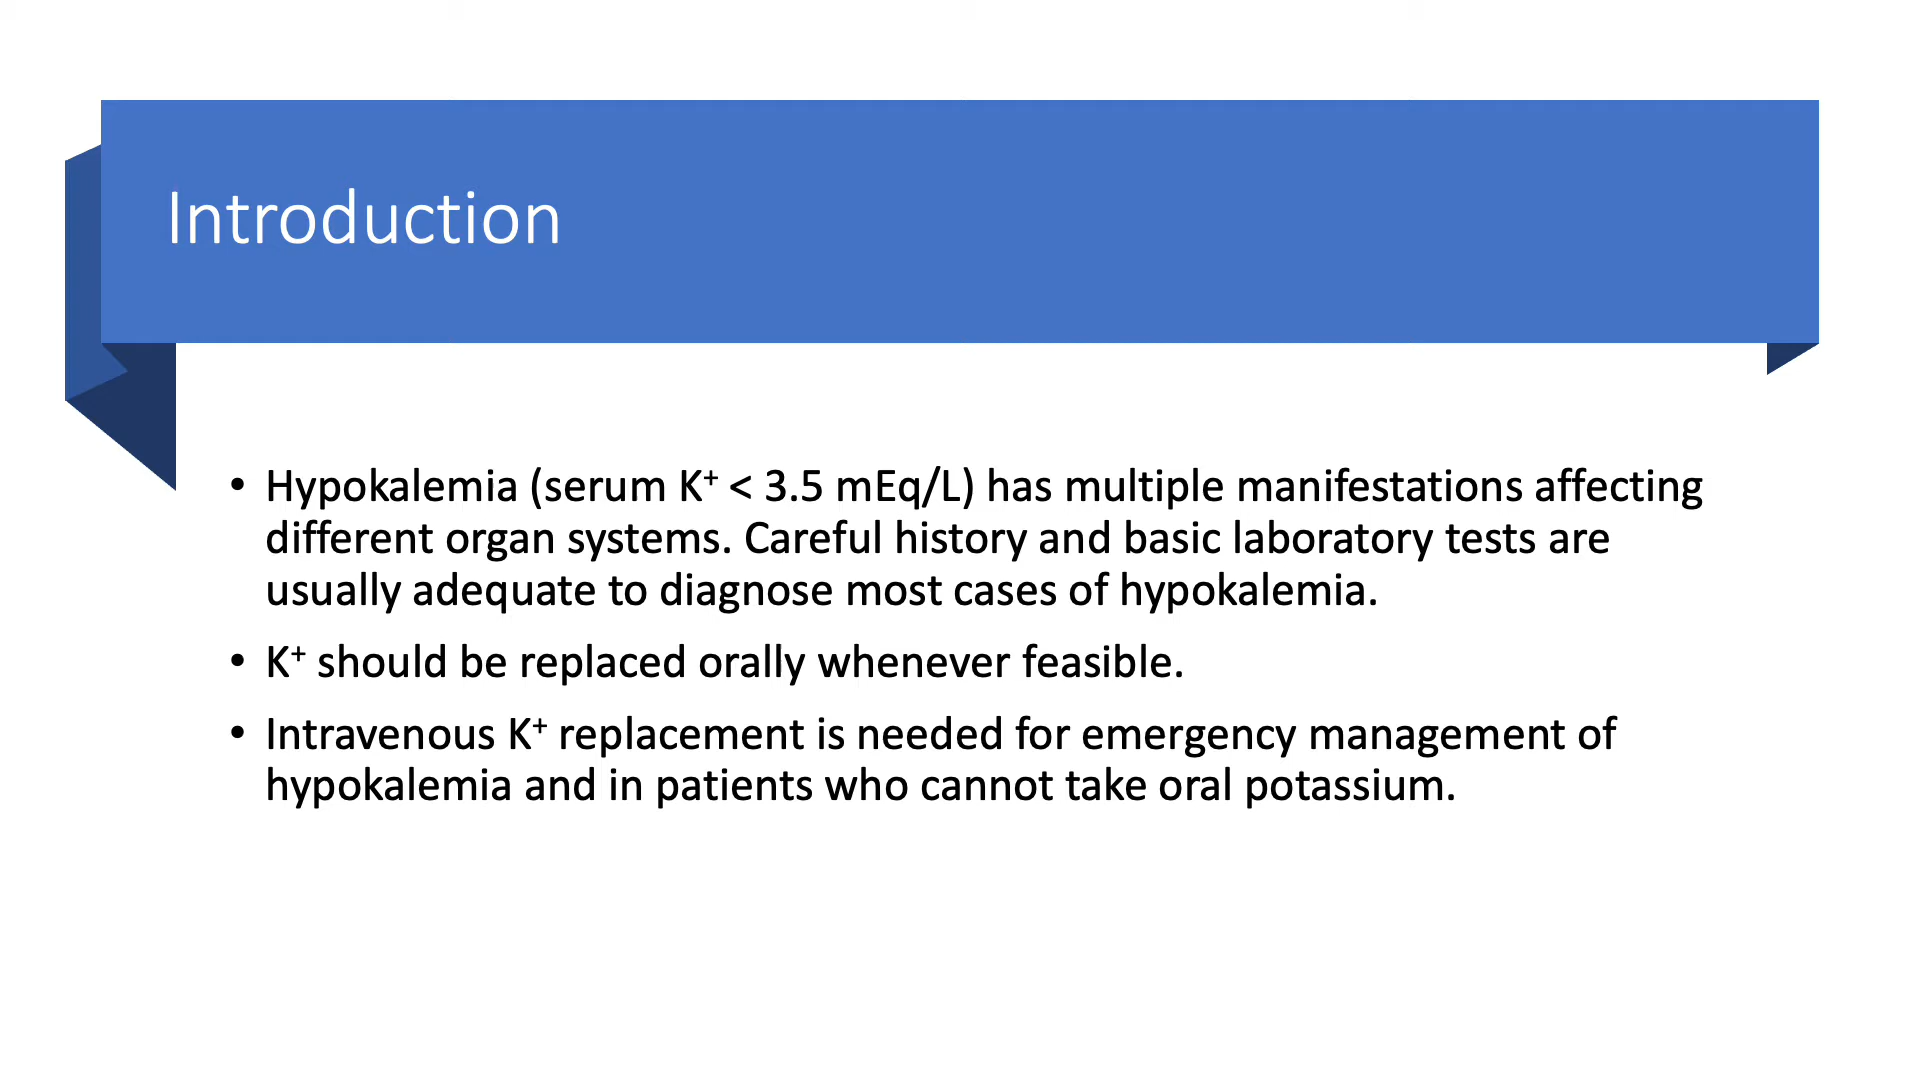 Introduction
• Hypokalemia (serum K⁺ < 3.5 mEq/L) has multiple manifestations affecting
different organ systems. Careful history and basic laboratory tests are
usually adequate to diagnose most cases of hypokalemia.
• K⁺ should be replaced orally whenever feasible.
• Intravenous K⁺ replacement is needed for emergency management of
hypokalemia and in patients who cannot take oral potassium.